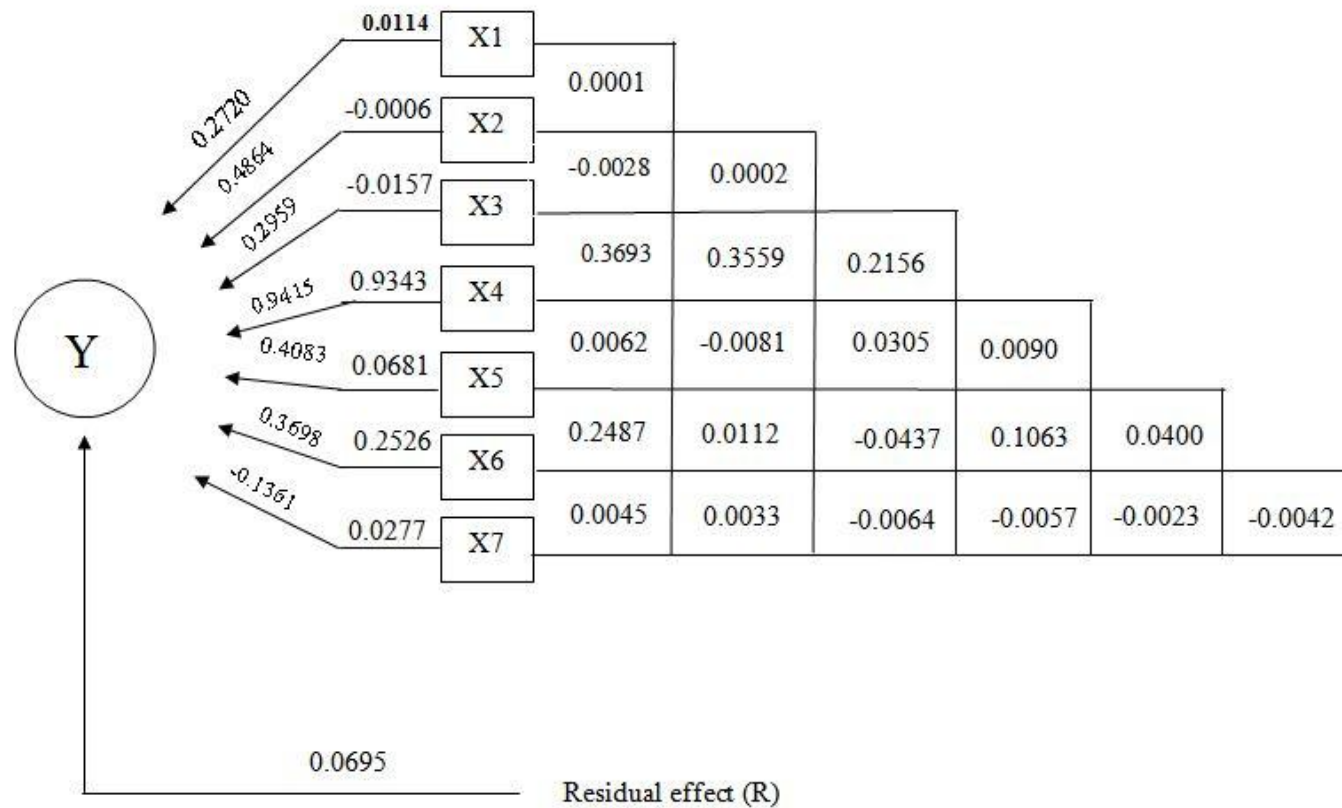 0.0114 X1
0.2720
0.0001
-0.0006 X2
0.4864
-0.0028 0.0002
-0.0157 X3
0.2959
0.3693 0.3559 0.2156
0.9343 X4
0.9415
0.0062 -0.0081 0.0305 0.0090
Y
0.4083
0.0681 X5
0.2487 0.0112 -0.0437 0.1063 0.0400
0.3698
0.2526 X6
0.0045 0.0033 -0.0064 -0.0057 -0.0023 -0.0042
-0.1361
0.0277 X7
0.0695
Residual effect (R)